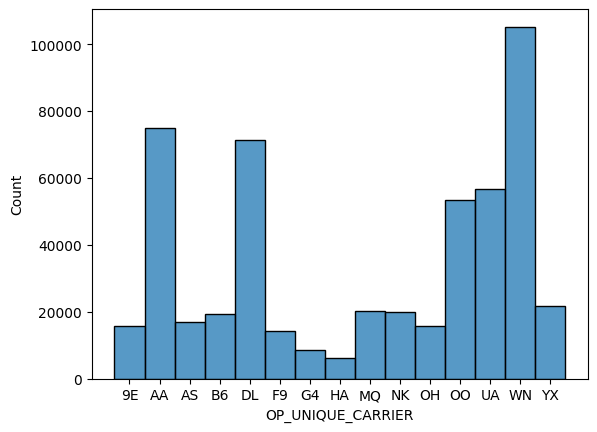 100000
80000
60000
40000
20000
0
Count
9E AA AS B6 DL F9 G4 HA MQ NK OH OO UA WN YX
OP_UNIQUE_CARRIER